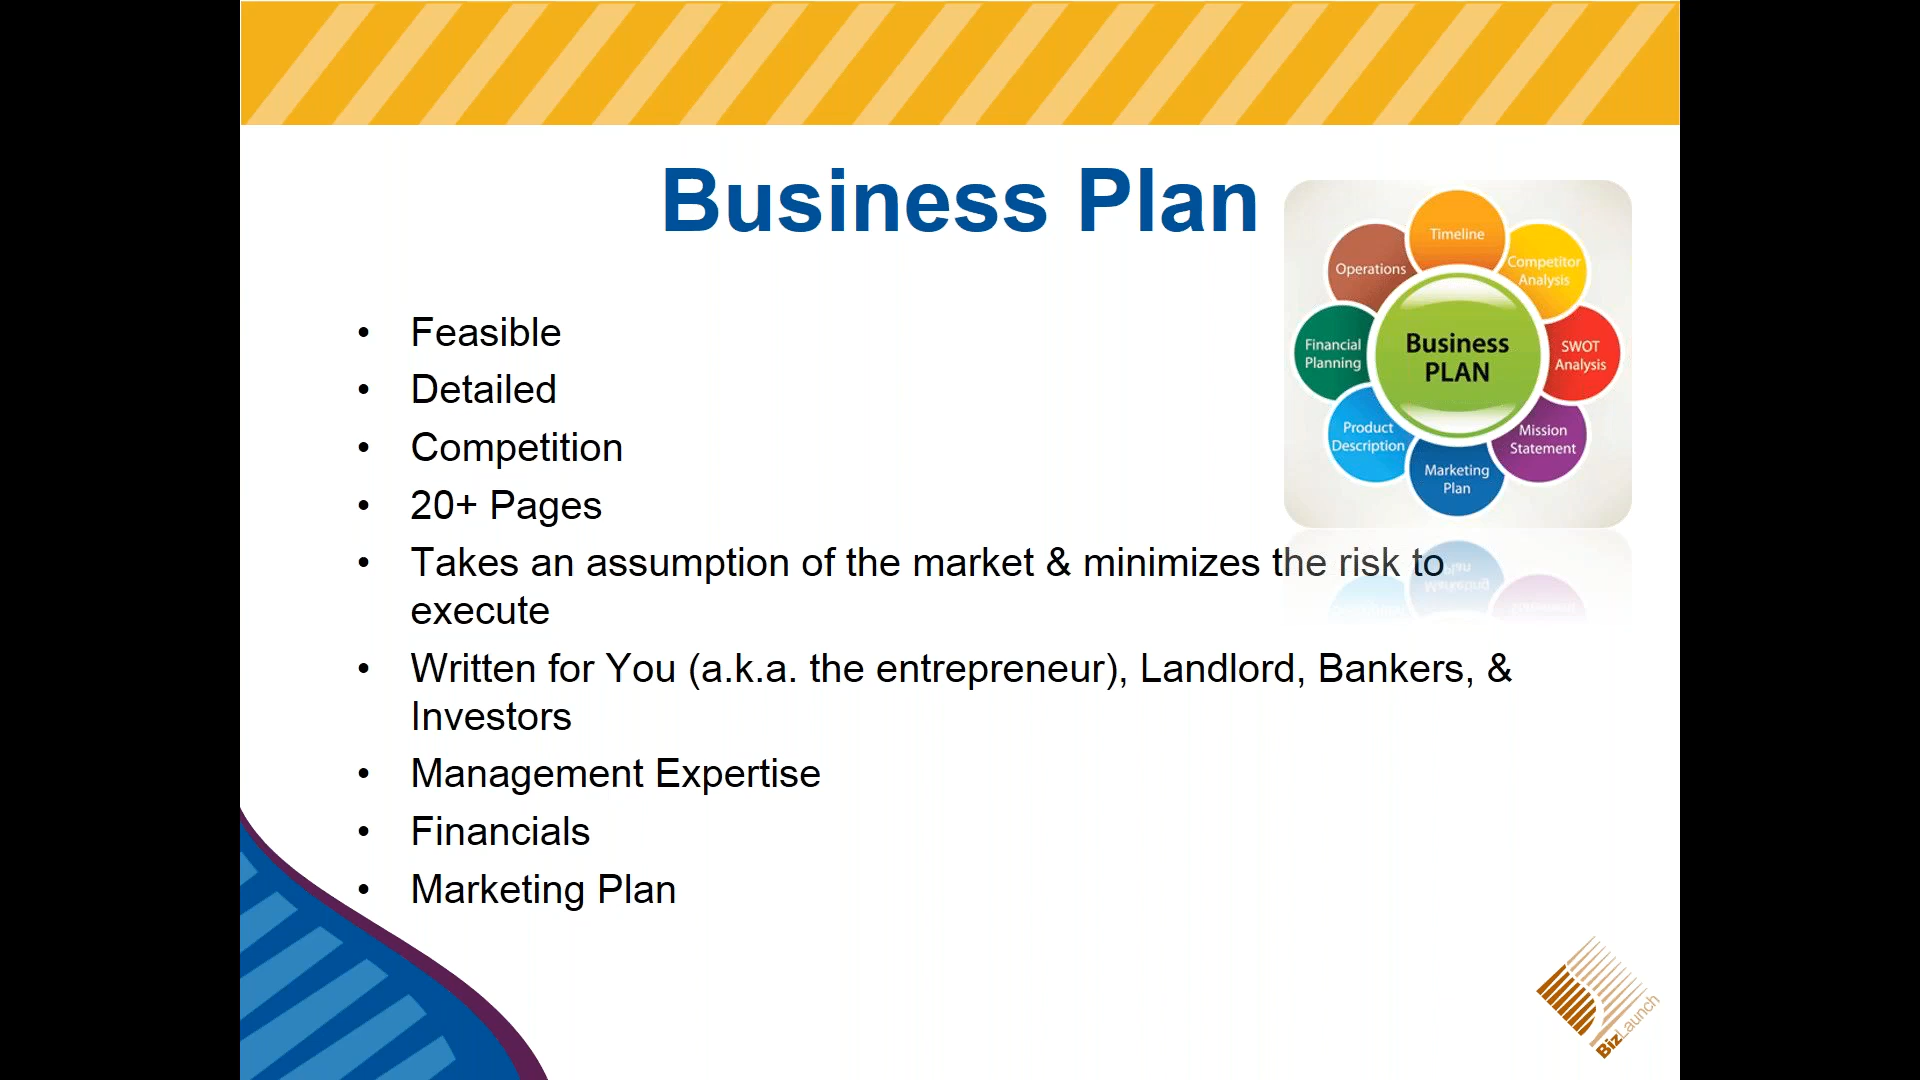 Business Plan
• Feasible
• Detailed
• Competition
• 20+ Pages
• Takes an assumption of the market & minimizes the risk to
execute
• Written for You (a.k.a. the entrepreneur), Landlord, Bankers, &
Investors
• Management Expertise
• Financials
• Marketing Plan
Timeline
Competitor
Analysis
SWOT
Analysis
Mission
Statement
Marketing
Plan
Product
Description
Financial
Planning
Operations
Business
PLAN
BizLaunch